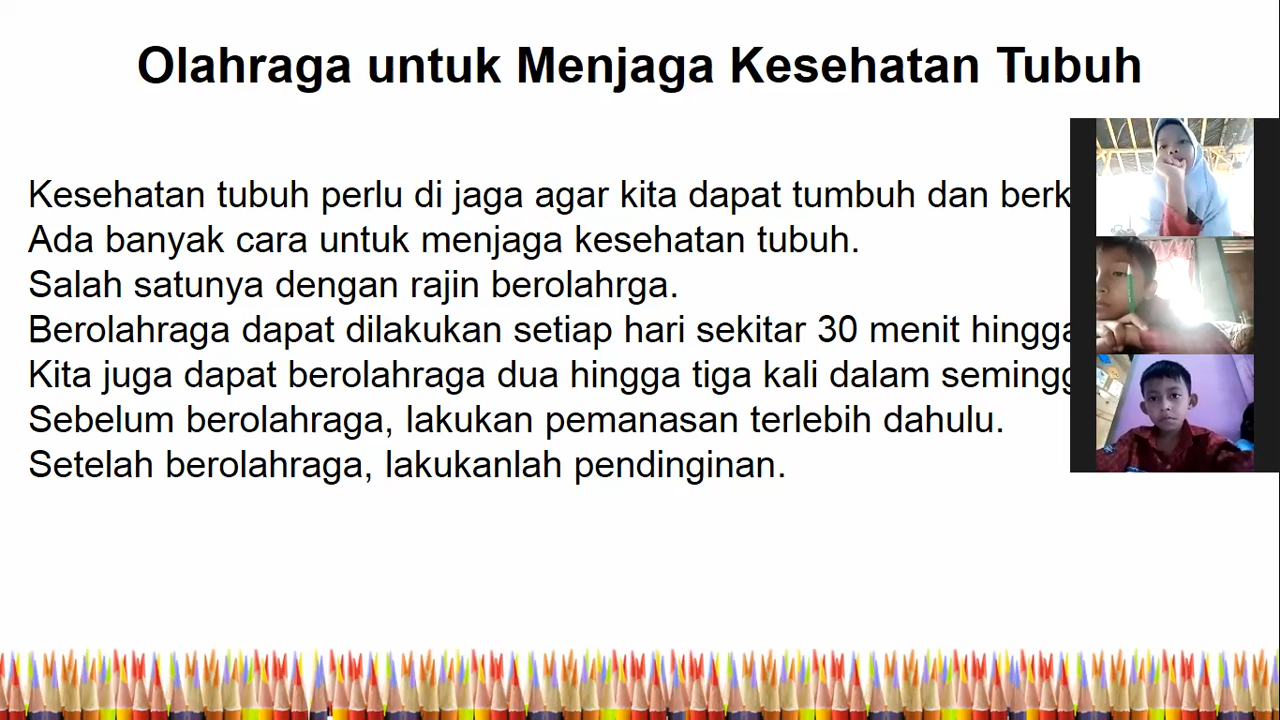 Olahraga untuk Menjaga Kesehatan Tubuh
Kesehatan tubuh perlu di jaga agar kita dapat tumbuh dan
Ada banyak cara untuk menjaga kesehatan tubuh.
Salah satunya dengan rajin berolahrga.
Berolahraga dapat dilakukan setiap hari sekitar 30 menit hingga
Kita juga dapat berolahraga dua hingga tiga kali dalam
Sebelum berolahraga, lakukan pemanasan terlebih dahulu.
Setelah berolahraga, lakukanlah pendinginan.